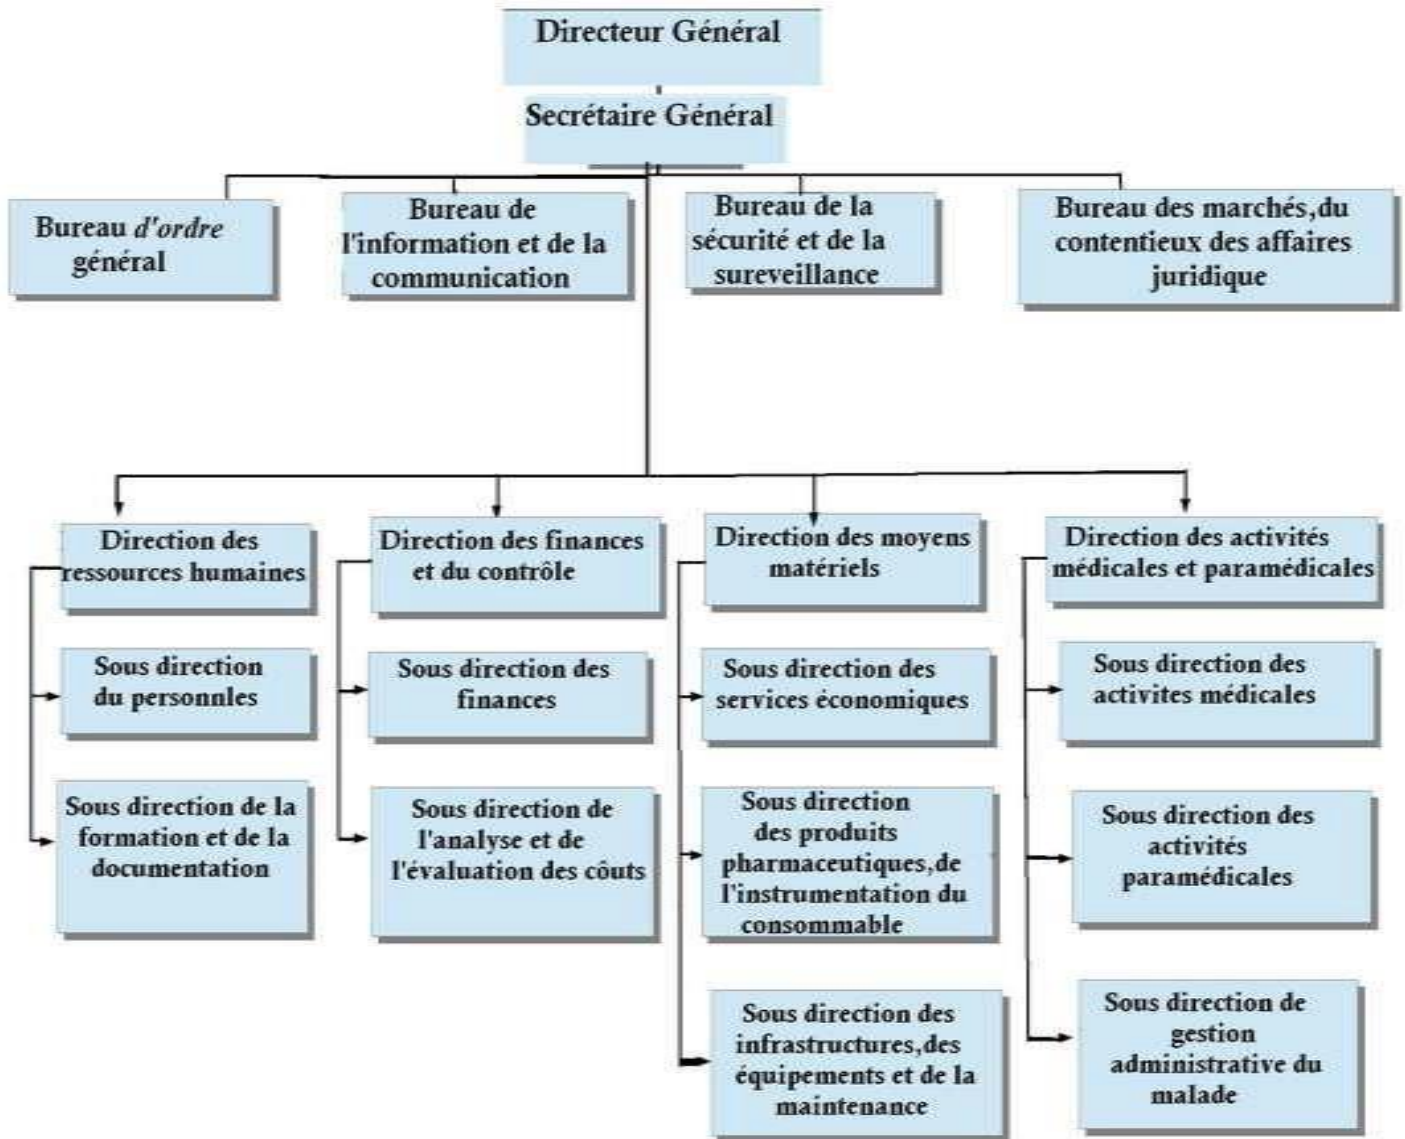 Directeur Général
Secrétaire Général
Bureau d'ordre
général
Bureau de
l'information et de la
communication
Bureau de la
sécurité et de la
sureveillance
Bureau des marchés,du
contentieux des affaires
juridique
Direction des
ressources humaines
Sous direction
du personnles
Sous direction de la
formation et de la
documentation
Direction des finances
et du contrôle
Sous direction des
finances
Sous direction de
l'analyse et de
l'évaluation des côuts
Direction des moyens
matériels
Sous direction des
services économiques
Sous direction
des produits
pharmaceutiques,de
l'instrumentation du
consommable
Sous direction des
infrastructures,des
équipements et de la
maintenance
Direction des activités
médicales et paramédicales
Sous direction des
activites médicales
Sous direction des
activités
paramédicales
Sous direction de
gestion
administrative du
malade